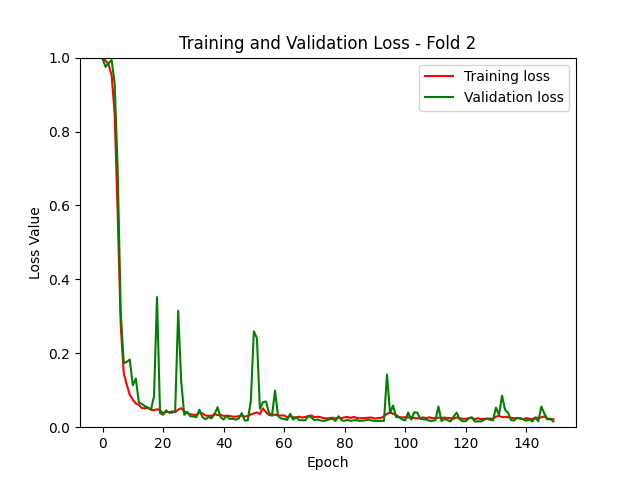 Training and Validation Loss - Fold 2
Training loss
Validation loss
Loss Value
1.0
0.8
0.6
0.4
0.2
0.0
0 20 40 60 80 100 120 140
Epoch